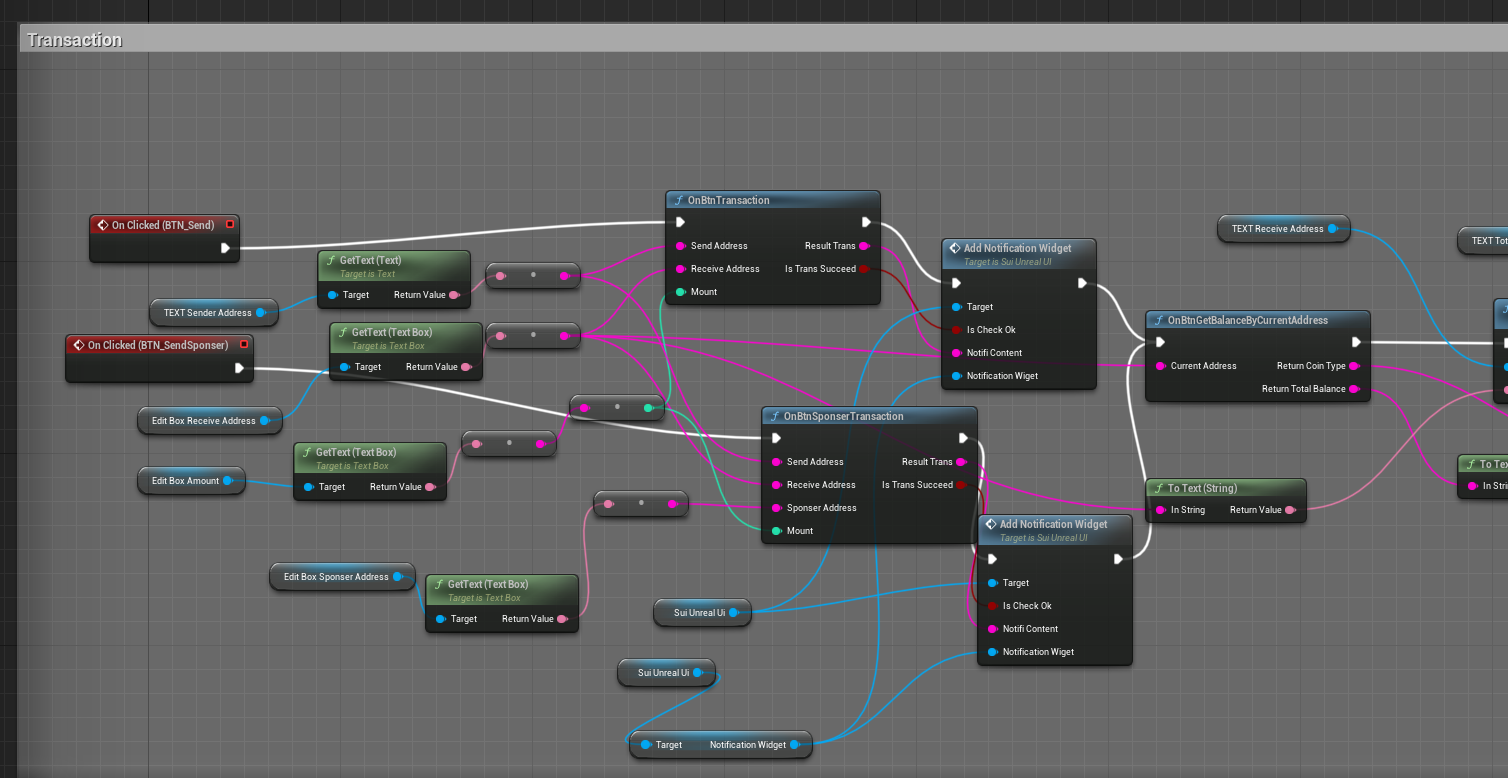 Transaction
On Clicked (BTN_Send)
GetText (Text)
Target is Text
Target
Return Value
TEXT Sender Address
On Clicked (BTN_SendSponser)
GetText (Text Box)
Target is Text Box
Target
Return Value
Edit Box Receive Address
GetText (Text Box)
Target is Text Box
Target
Return Value
Edit Box Amount
Edit Box Sponser Address
GetText (Text Box)
Target is Text Box
Target
Return Value
OnBtnTransaction
Send Address
Result Trans
Receive Address
Is Trans Succeed
Mount
Add Notification Widget
Target is Sui Unreal UI
Target
Is Check Ok
Notifi Content
Notification Wiget
OnBtnSponserTransaction
Send Address
Result Trans
Receive Address
Is Trans Succeed
Sponser Address
Mount
Add Notification Widget
Target is Sui Unreal UI
Target
Is Check Ok
Notifi Content
Notification Wiget
Sui Unreal Ui
Sui Unreal Ui
Target
Notification Widget
OnBtnGetBalanceByCurrentAddress
Current Address
Return Coin Type
Return Total Balance
To Text (String)
In String
Return Value
TEXT Receive Address
TEXT Tot
To Tex
In Stri